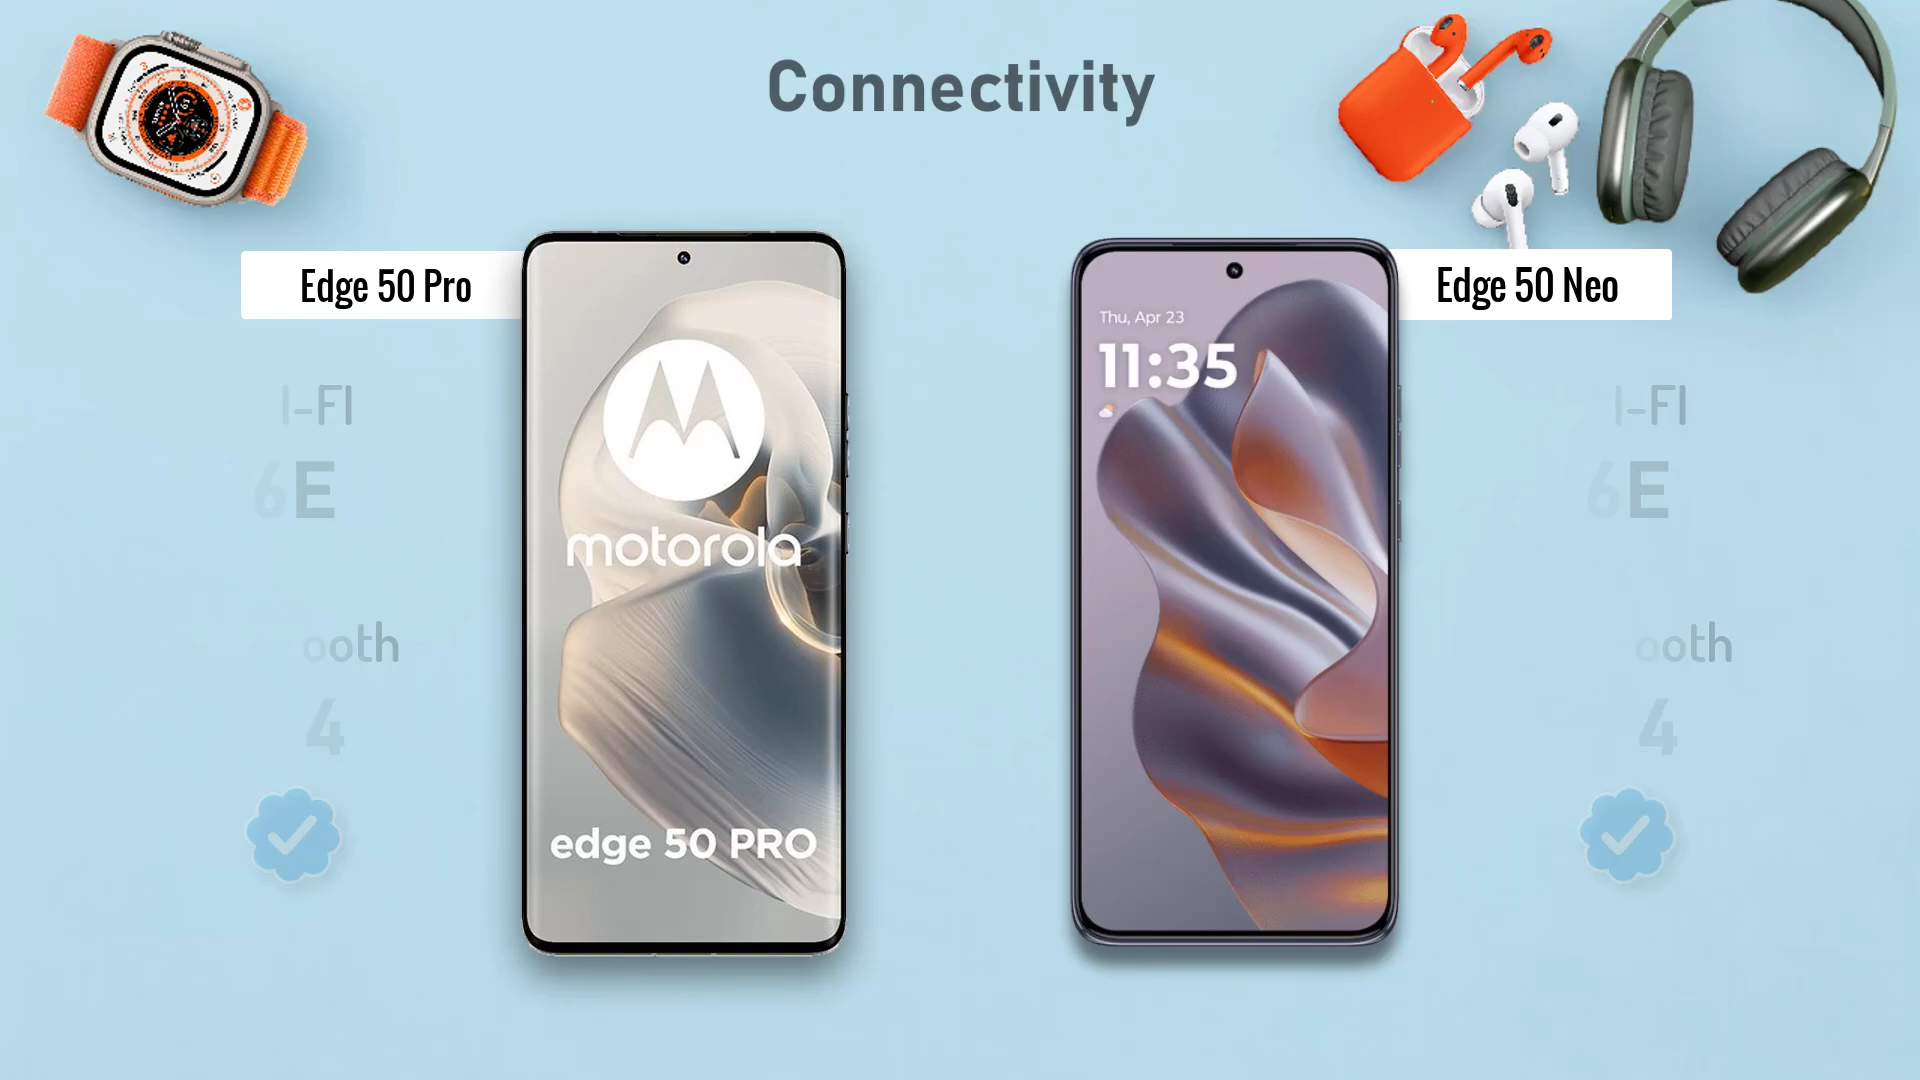 Connectivity
Edge 50 Pro
Edge 50 Neo
I-FI
6E
ooth
4
motorola
edge 50 PRO
Thu, Apr 23
11:35
I-FI
6E
ooth
4